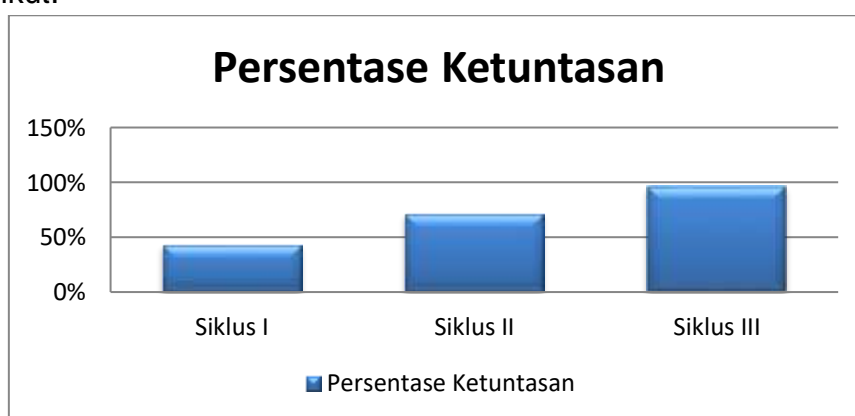 Persentase Ketuntasan
150%
100%
50%
0%
Siklus I Siklus II Siklus III
Persentase Ketuntasan